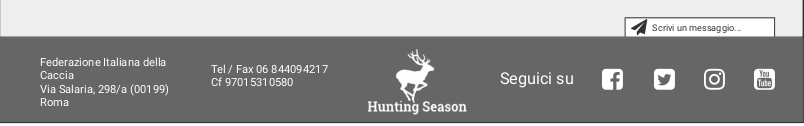 Scrivi un messaggio...
Federazione Italiana della
Caccia
Via Salaria, 298/a (00199)
Roma
Tel / Fax 06 844094217
Cf 97015310580
Hunting Season
Seguici su
You
Tube